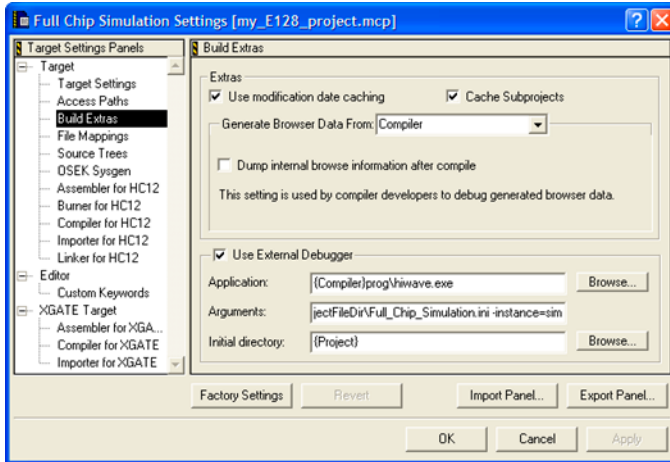 Full Chip Simulation Settings [my_E128_project.mcp]
Target Settings Panels
Target
Target Settings
Access Paths
Build Extras
File Mappings
Source Trees
OSEK Sysgen
Assembler for HC12
Burner for HC12
Compiler for HC12
Importer for HC12
Linker for HC12
Editor
Custom Keywords
XGATE Target
Assembler for XGA...
Compiler for XGATE
Importer for XGATE
Build Extras
Extras
Use modification date caching
Cache Subprojects
Generate Browser Data From: Compiler
Dump internal browse information after compile
This setting is used by compiler developers to debug generated browser data.
Use External Debugger
Application: {Compiler}prog\hiwave.exe Browse...
Arguments: jectFileDir\Full_Chip_Simulation.ini -instance=sim
Initial directory: {Project} Browse...
Factory Settings Revert Import Panel... Export Panel...
OK Cancel Apply